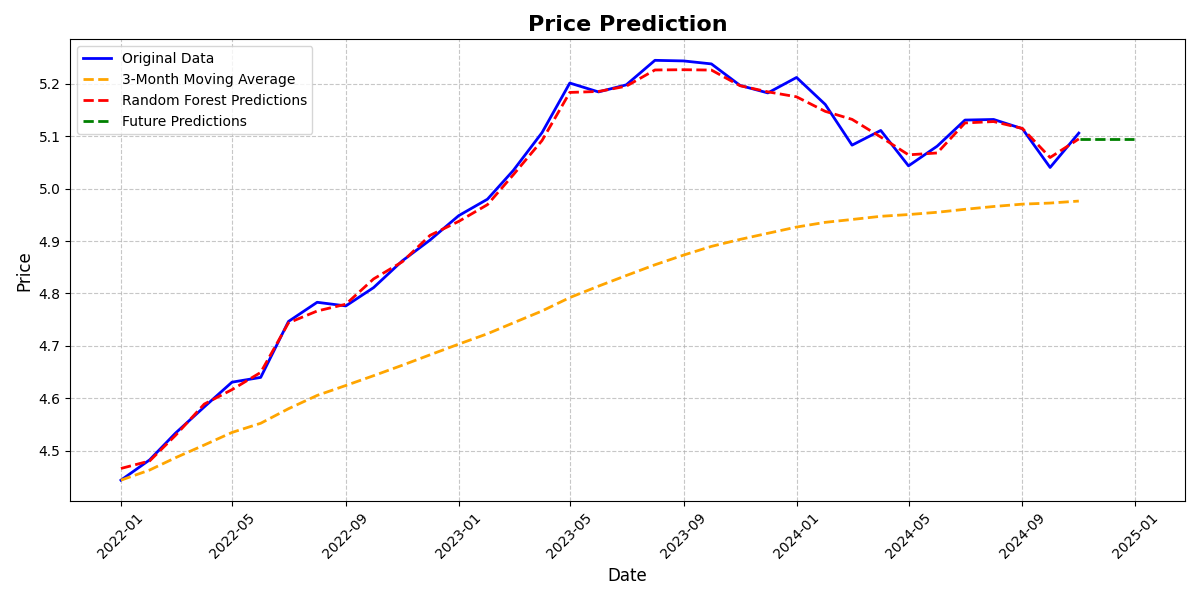 Price Prediction
Original Data
3-Month Moving Average
Random Forest Predictions
Future Predictions
Price
5.2
5.1
5.0
4.9
4.8
4.7
4.6
4.5
2022-01
2022-05
2022-09
2023-01
2023-05
2023-09
2024-01
2024-05
2024-09
2025-01
Date